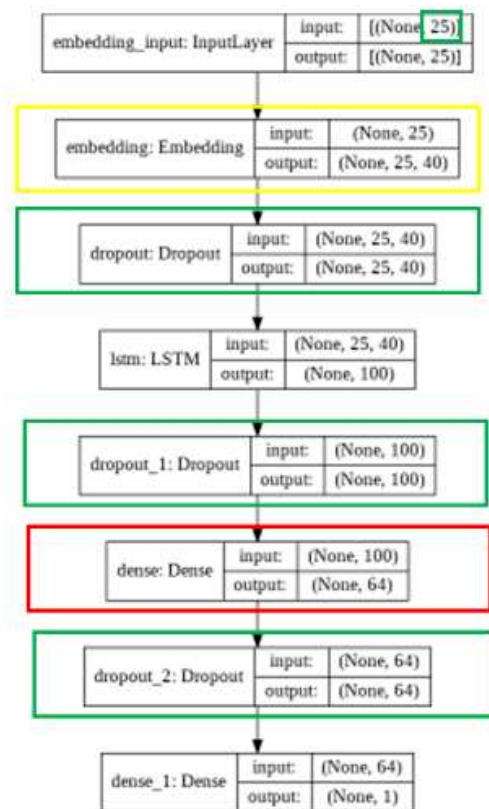 embedding_input: InputLayer input: [(None, 25)]
output: [(None, 25)]
embedding: Embedding input: (None, 25)
output: (None, 25, 40)
dropout: Dropout input: (None, 25, 40)
output: (None, 25, 40)
lstm: LSTM input: (None, 25, 40)
output: (None, 100)
dropout_1: Dropout input: (None, 100)
output: (None, 100)
dense: Dense input: (None, 100)
output: (None, 64)
dropout_2: Dropout input: (None, 64)
output: (None, 64)
dense_1: Dense input: (None, 64)
output: (None, 1)